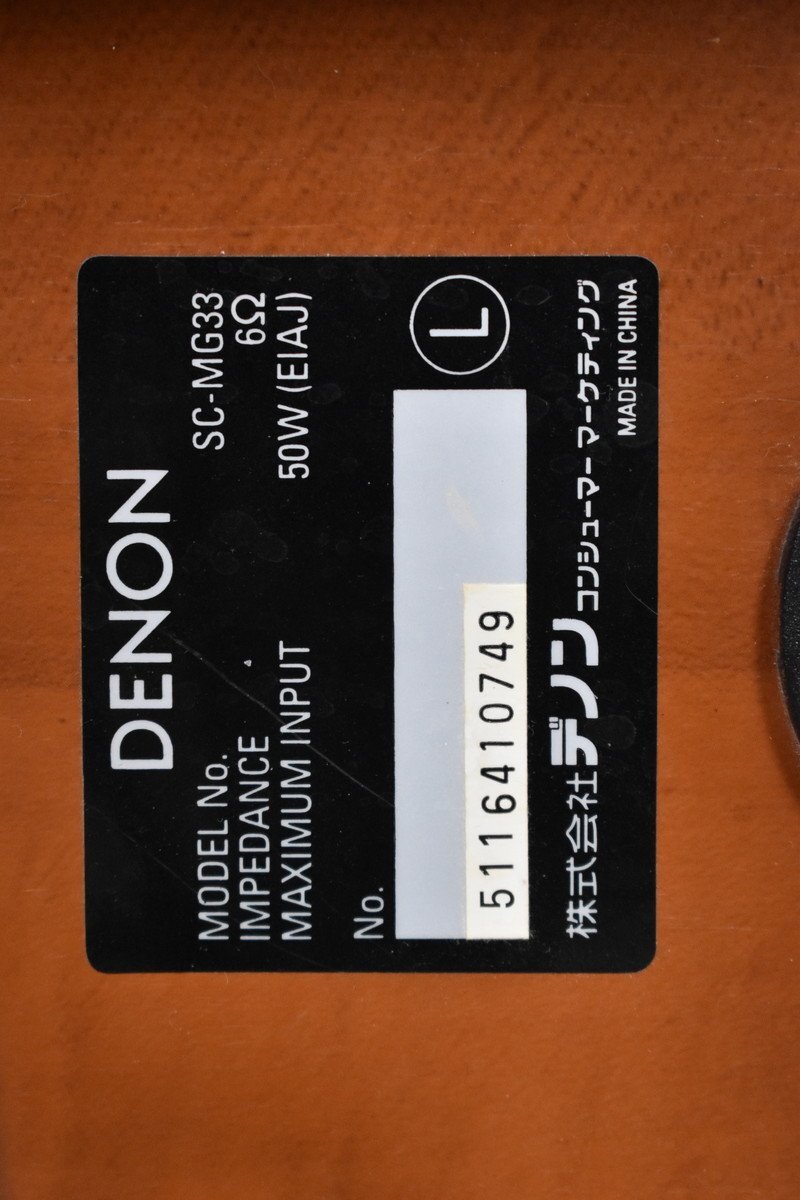 DENON
MODEL No. SC-MG33
IMPEDANCE 6Ω
MAXIMUM INPUT 50W (EIAJ)
No.
L
5116410749
株式会社デノン コンシューマー マーケティング
MADE IN CHINA